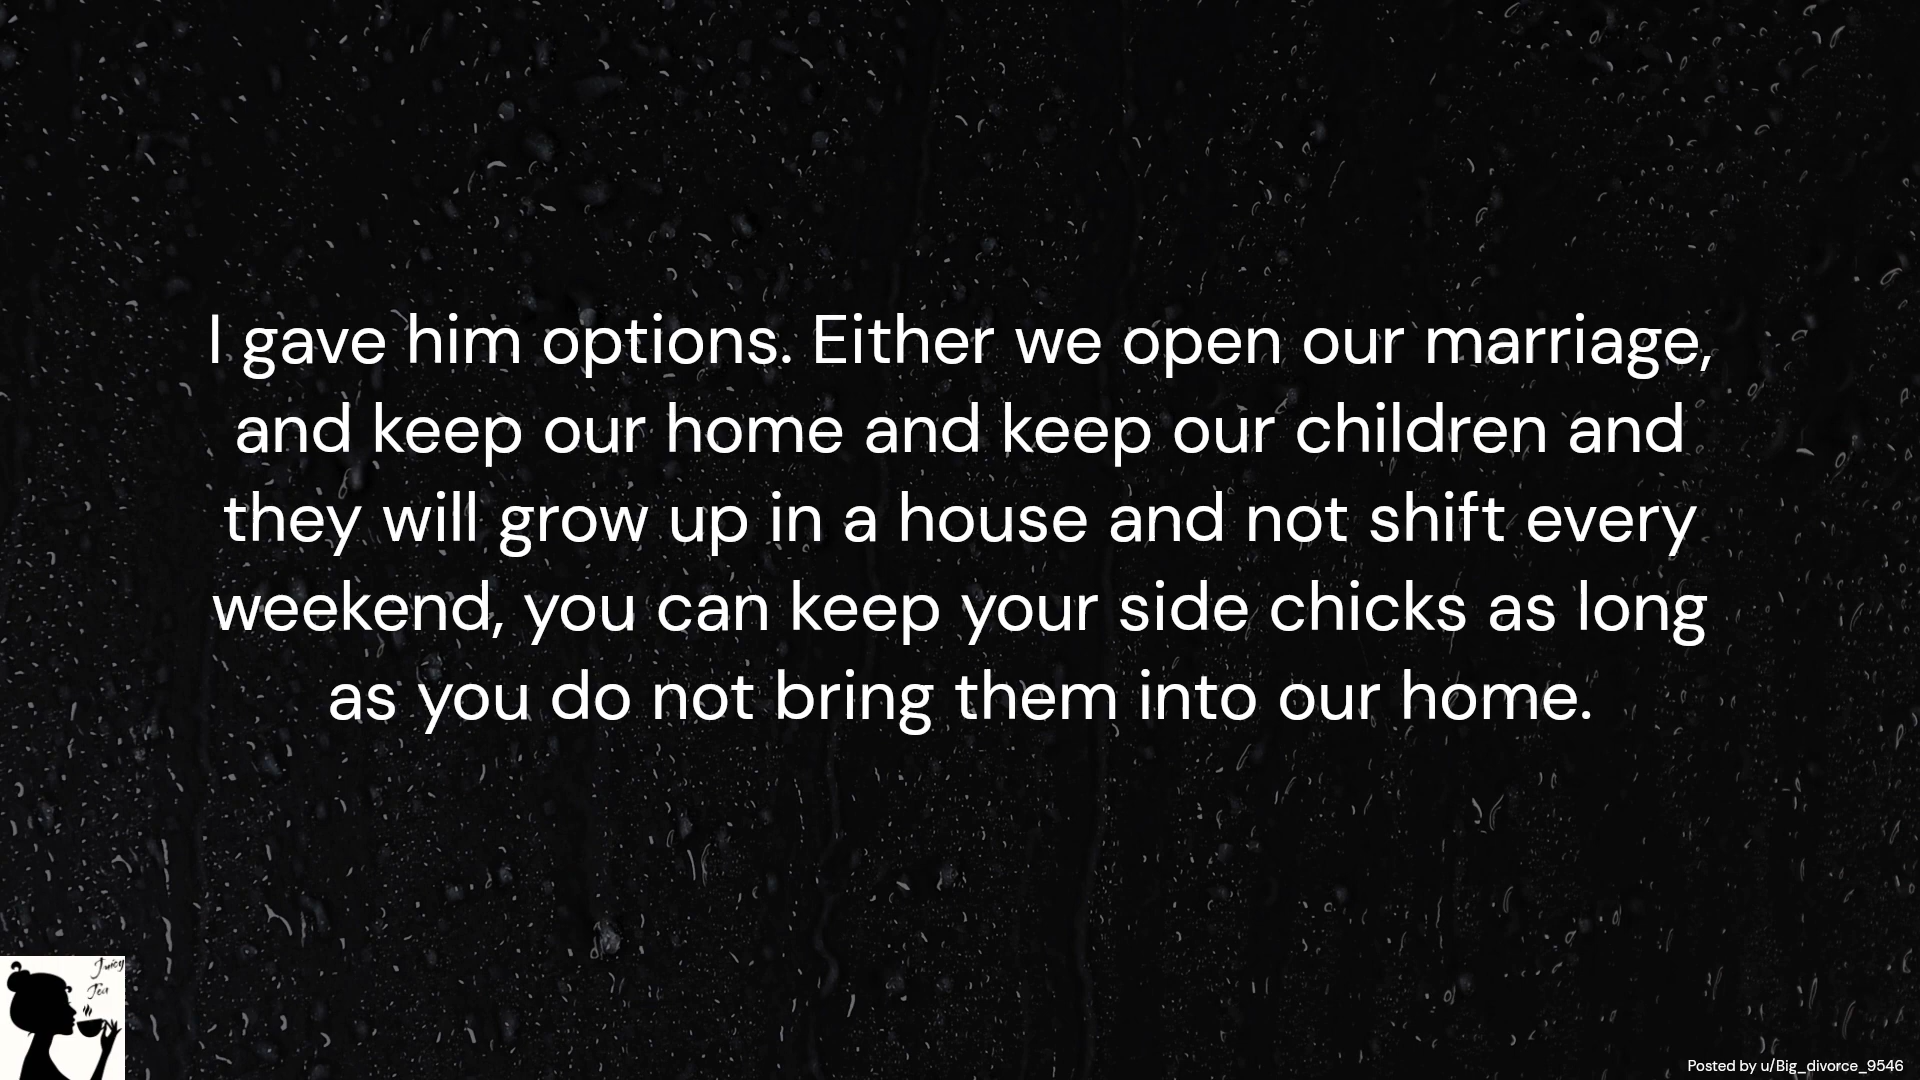 I gave him options. Either we open our marriage,
and keep our home and keep our children and
they will grow up in a house and not shift every
weekend, you can keep your side chicks as long
as you do not bring them into our home.
Juicy
Tea
Posted by u/Big_divorce_9546